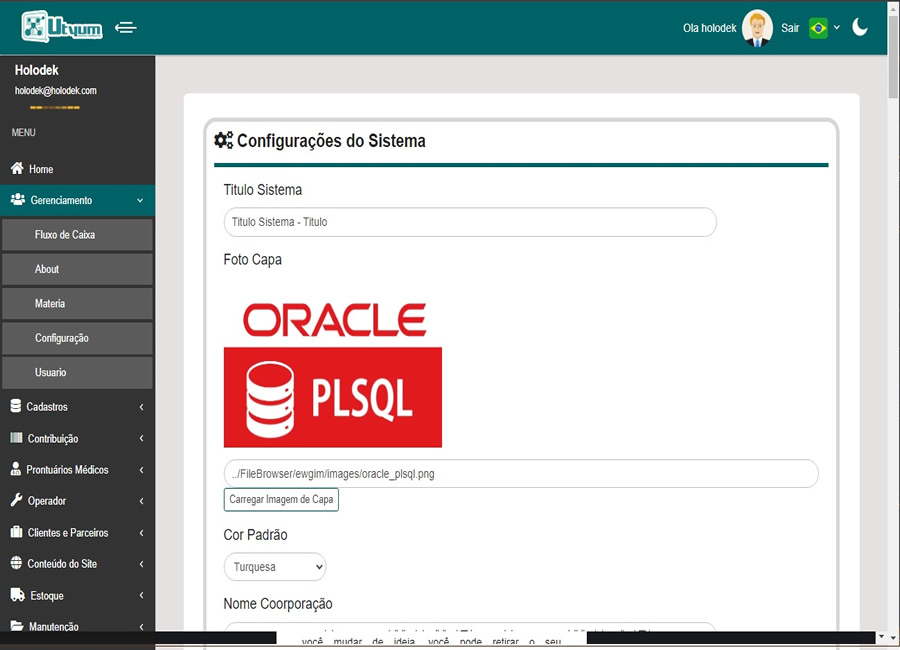 Utyum
Ola holodek
Sair
Holodek
holodek@holodek.com
MENU
Home
Gerenciamento
Fluxo de Caixa
About
Materia
Configuração
Usuario
Cadastros
Contribuição
Prontuários Médicos
Operador
Clientes e Parceiros
Conteúdo do Site
Estoque
Manutenção
Configurações do Sistema
Titulo Sistema
Titulo Sistema - Titulo
Foto Capa
ORACLE
PLSQL
../FileBrowser/ewgim/images/oracle_plsql.png
Carregar Imagem de Capa
Cor Padrão
Turquesa
Nome Coorporação
você mudar de ideia, você pode retirar o seu